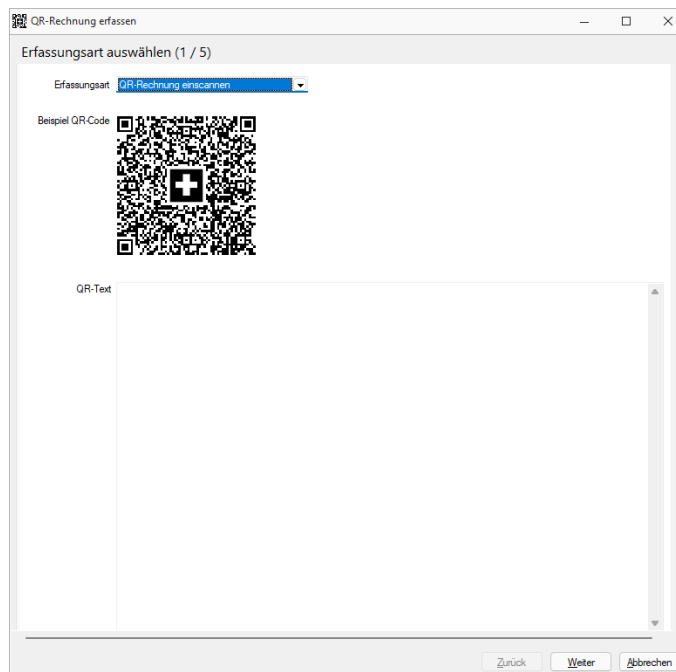 QR-Rechnung erfassen
Erfassungsart auswählen (1 / 5)
Erfassungsart QR-Rechnung einscannen
Beispiel QR-Code
QR-Text
Zurück Weiter Abbrechen